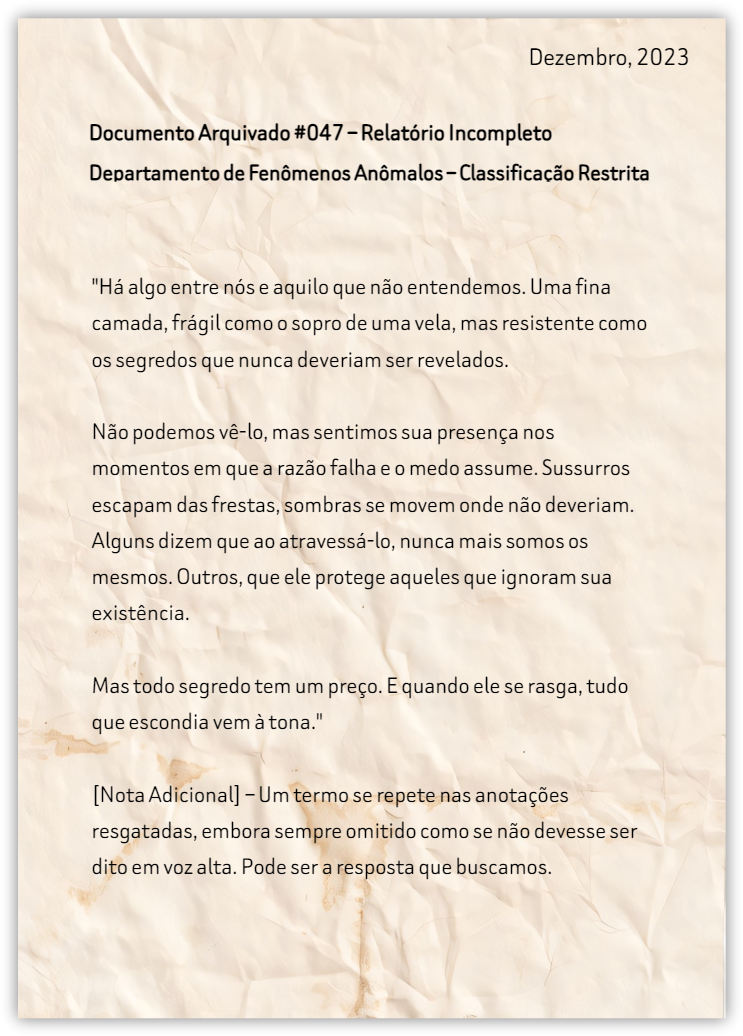 Dezembro, 2023
Documento Arquivado #047 – Relatório Incompleto
Departamento de Fenômenos Anômalos – Classificação Restrita
"Há algo entre nós e aquilo que não entendemos. Uma fina
camada, frágil como o sopro de uma vela, mas resistente como
os segredos que nunca deveriam ser revelados.
Não podemos vê-lo, mas sentimos sua presença nos
momentos em que a razão falha e o medo assume. Sussurros
escapam das frestas, sombras se movem onde não deveriam.
Alguns dizem que ao atravessá-lo, nunca mais somos os
mesmos. Outros, que ele protege aqueles que ignoram sua
existência.
Mas todo segredo tem um preço. E quando ele se rasga, tudo
que escondia vem à tona."
[Nota Adicional] – Um termo se repete nas anotações
resgatadas, embora sempre omitido como se não devesse ser
dito em voz alta. Pode ser a resposta que buscamos.